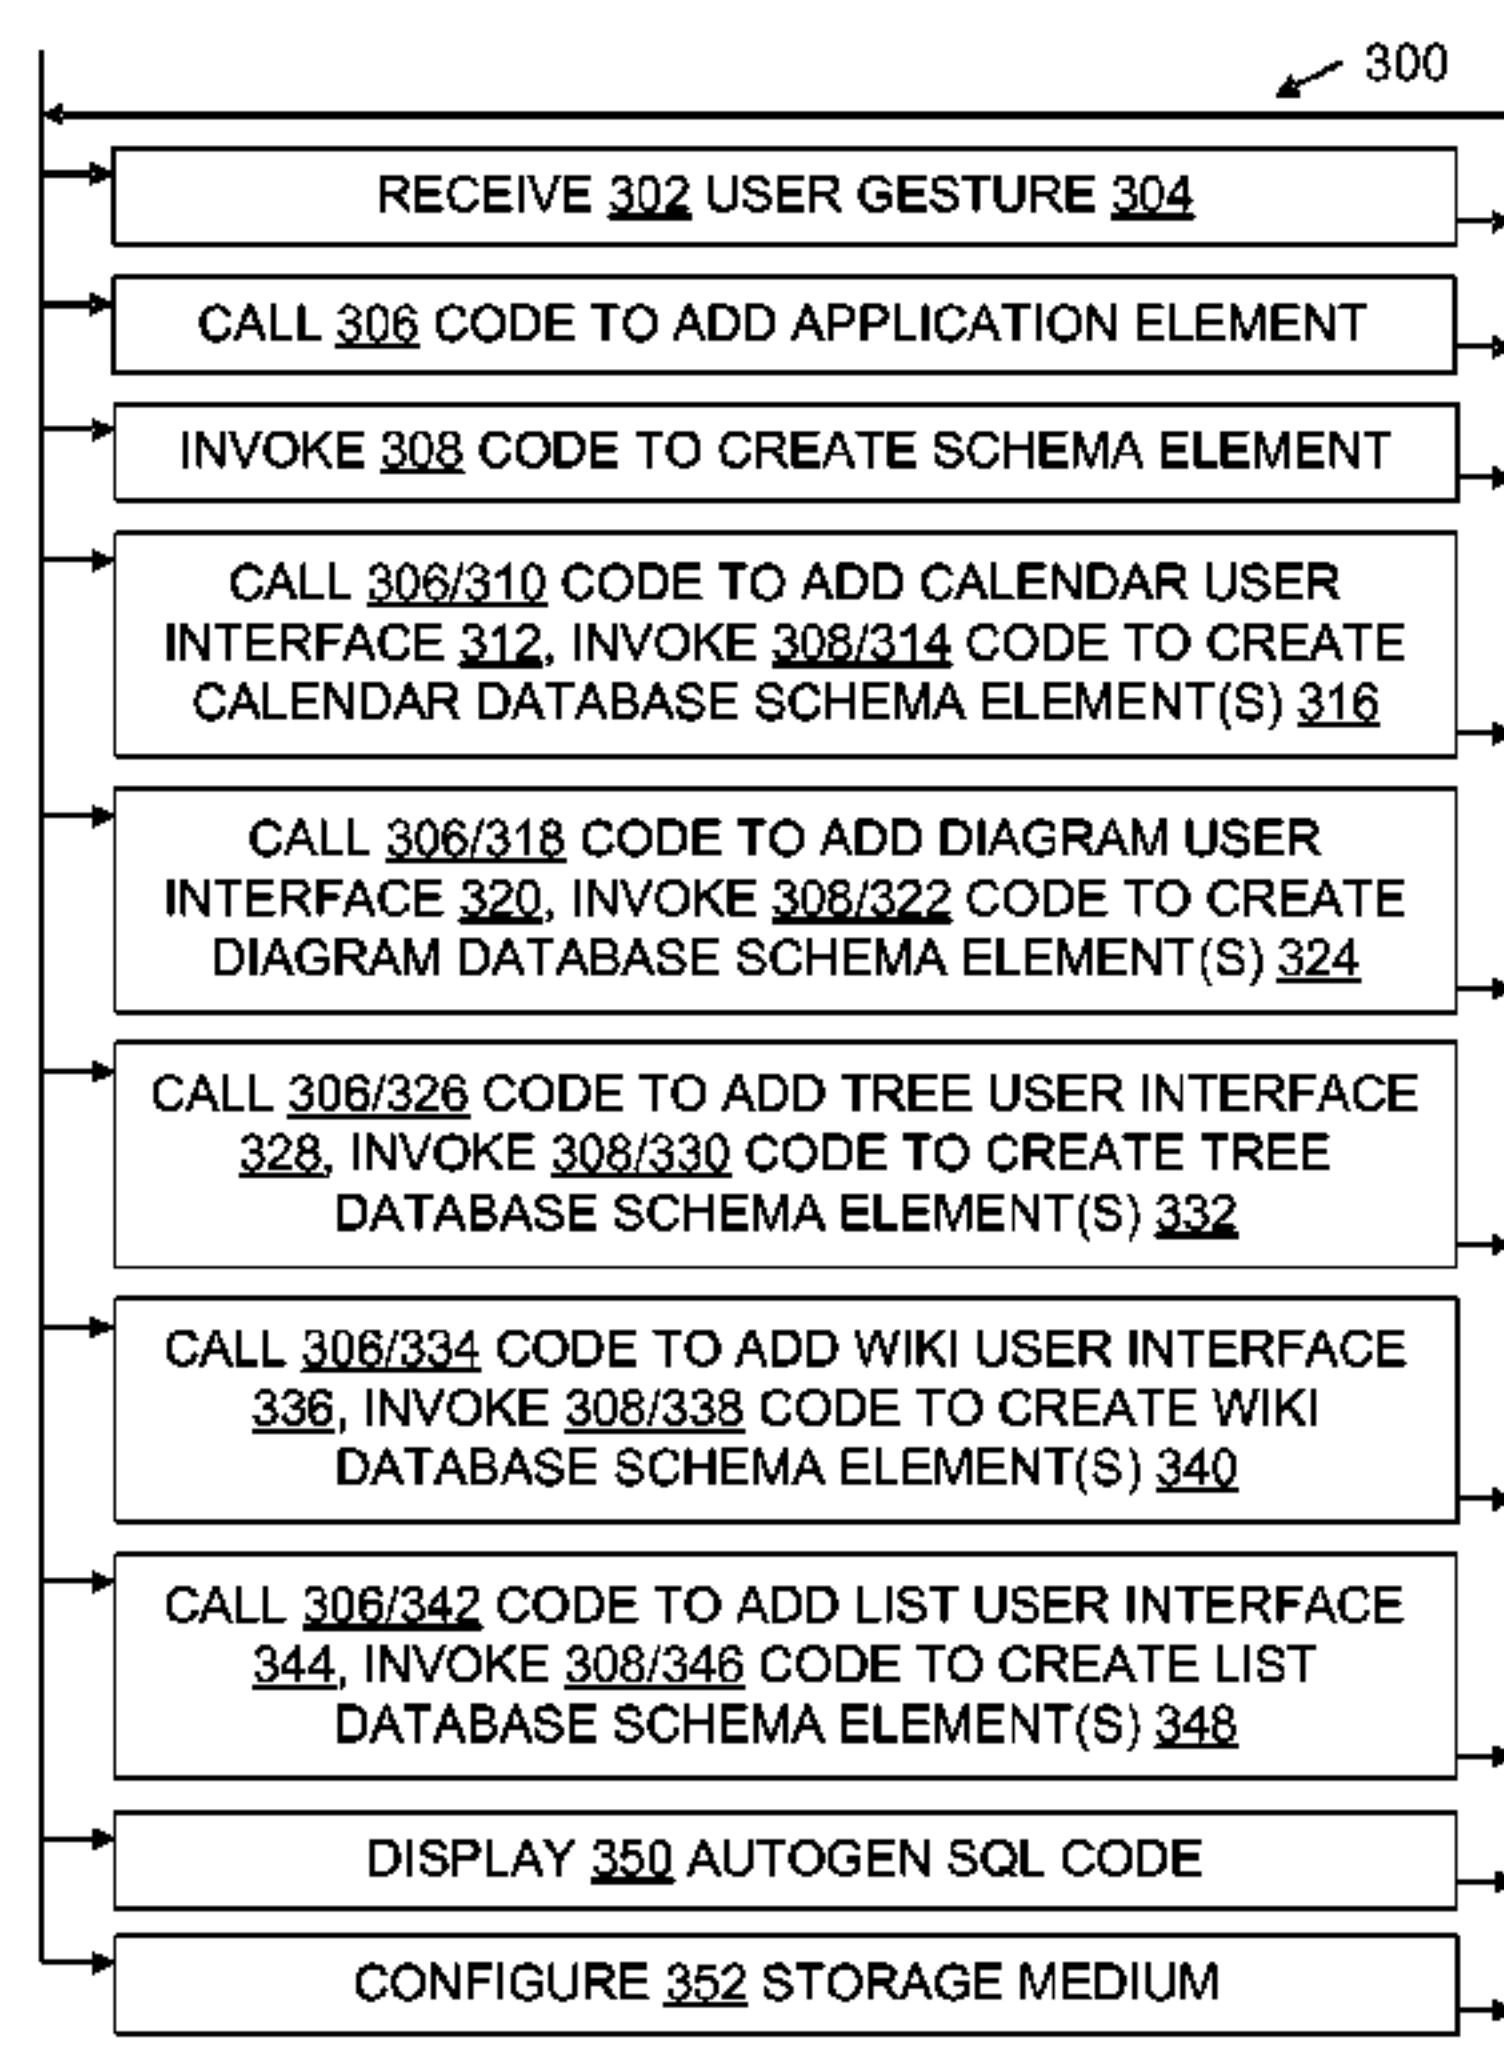 300
RECEIVE 302 USER GESTURE 304
CALL 306 CODE TO ADD APPLICATION ELEMENT
INVOKE 308 CODE TO CREATE SCHEMA ELEMENT
CALL 306/310 CODE TO ADD CALENDAR USER
INTERFACE 312, INVOKE 308/314 CODE TO CREATE
CALENDAR DATABASE SCHEMA ELEMENT(S) 316
CALL 306/318 CODE TO ADD DIAGRAM USER
INTERFACE 320, INVOKE 308/322 CODE TO CREATE
DIAGRAM DATABASE SCHEMA ELEMENT(S) 324
CALL 306/326 CODE TO ADD TREE USER INTERFACE
328, INVOKE 308/330 CODE TO CREATE TREE
DATABASE SCHEMA ELEMENT(S) 332
CALL 306/334 CODE TO ADD WIKI USER INTERFACE
336, INVOKE 308/338 CODE TO CREATE WIKI
DATABASE SCHEMA ELEMENT(S) 340
CALL 306/342 CODE TO ADD LIST USER INTERFACE
344, INVOKE 308/346 CODE TO CREATE LIST
DATABASE SCHEMA ELEMENT(S) 348
DISPLAY 350 AUTOGEN SQL CODE
CONFIGURE 352 STORAGE MEDIUM